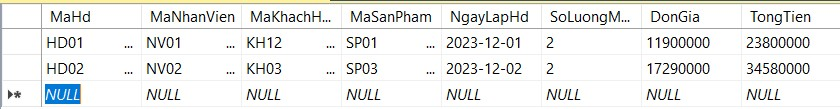 MaHd MaNhanVien MaKhachH... MaSanPham NgayLapHd SoLuongM... DonGia TongTien
HD01 ... NV01 ... KH12 ... SP01 ... 2023-12-01 2 11900000 23800000
HD02 ... NV02 ... KH03 ... SP03 ... 2023-12-02 2 17290000 34580000
NULL NULL NULL NULL NULL NULL NULL NULL